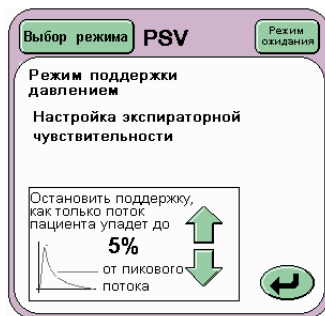 Выбор режима PSV Режим ожидания
Режим поддержки
давлением
Настройка экспираторной
чувствительности
Остановить поддержку,
как только поток
пациента упадет до
5%
от пикового
потока